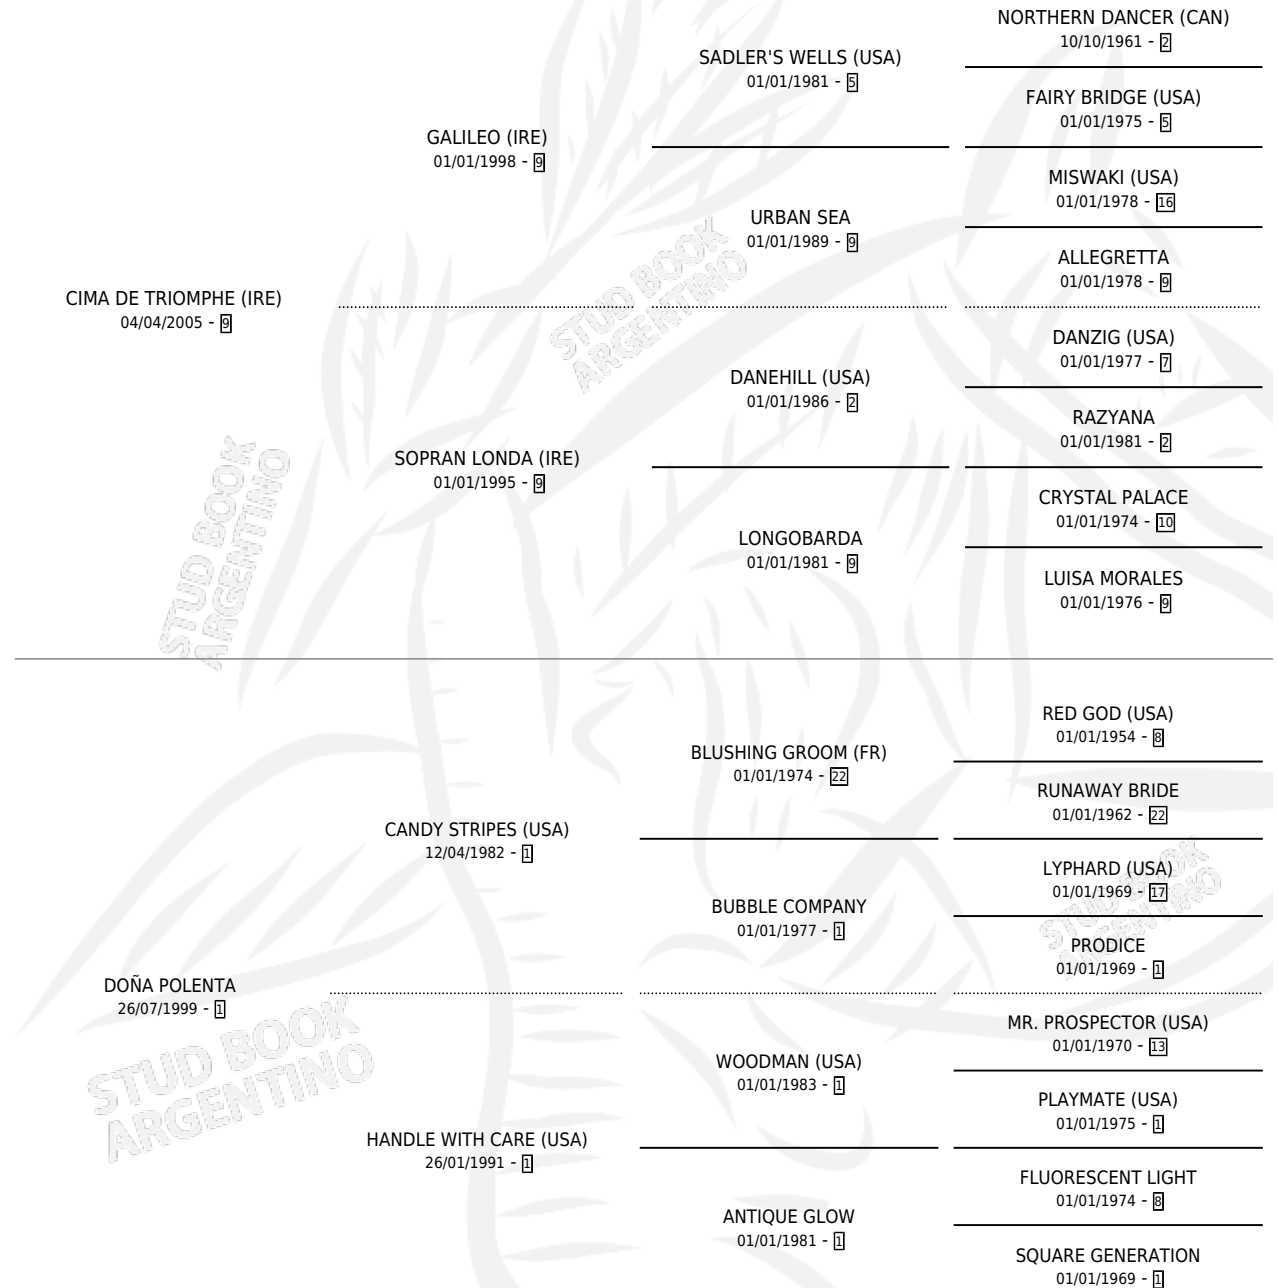 NORTHERN DANCER (CAN)
10/10/1961 - 2
SADLER'S WELLS (USA)
01/01/1981 - 5
FAIRY BRIDGE (USA)
01/01/1975 - 5
GALILEO (IRE)
01/01/1998 - 9
MISWAKI (USA)
01/01/1978 - 16
URBAN SEA
01/01/1989 - 9
ALLEGRETTA
01/01/1978 - 9
CIMA DE TRIOMPHE (IRE)
04/04/2005 - 9
DANZIG (USA)
01/01/1977 - 7
DANEHILL (USA)
01/01/1986 - 2
RAZYANA
01/01/1981 - 2
SOPRAN LONDA (IRE)
01/01/1995 - 9
CRYSTAL PALACE
01/01/1974 - 10
LONGOBARDA
01/01/1981 - 9
LUISA MORALES
01/01/1976 - 9
RED GOD (USA)
01/01/1954 - 8
BLUSHING GROOM (FR)
01/01/1974 - 22
RUNAWAY BRIDE
01/01/1962 - 22
CANDY STRIPES (USA)
12/04/1982 - 1
LYPHARD (USA)
01/01/1969 - 17
BUBBLE COMPANY
01/01/1977 - 1
PRODICE
01/01/1969 - 1
DOÑA POLENTA
26/07/1999 - 1
MR. PROSPECTOR (USA)
01/01/1970 - 13
WOODMAN (USA)
01/01/1983 - 1
PLAYMATE (USA)
01/01/1975 - 1
HANDLE WITH CARE (USA)
26/01/1991 - 1
FLUORESCENT LIGHT
01/01/1974 - 8
ANTIQUE GLOW
01/01/1981 - 1
SQUARE GENERATION
01/01/1969 - 1
STUD BOOK
ARGENTINO
STUD BOOK
ARGENTINO
STUD BOOK
ARGENTINO
STUD BOOK
ARGENTINO